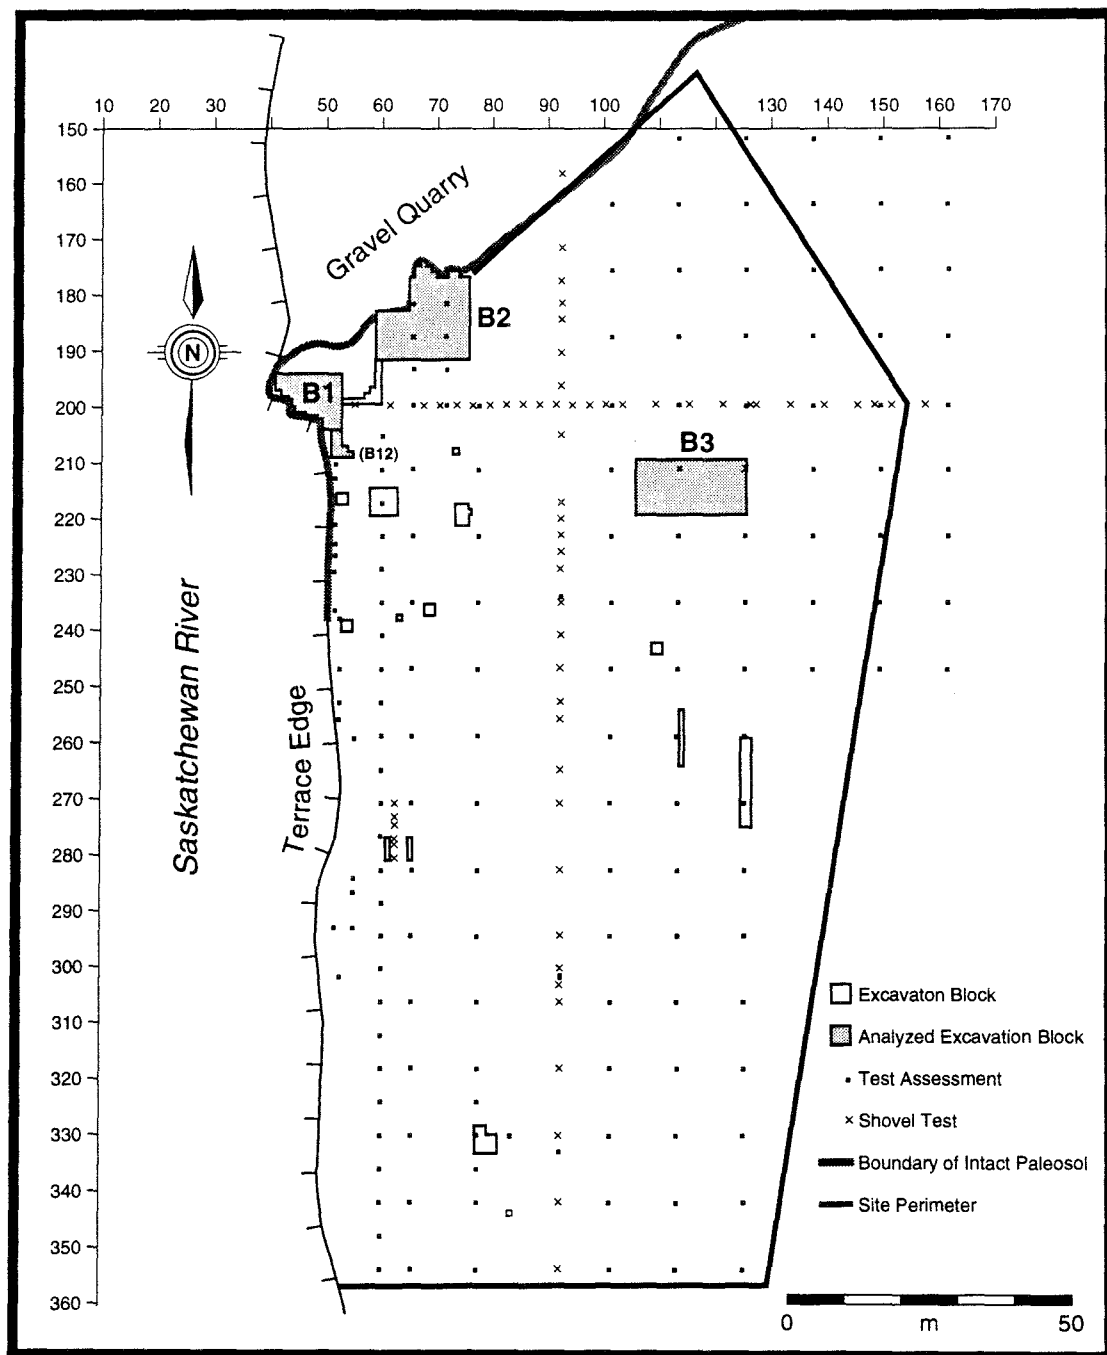 10 20 30 50 60 70 80 90 100 130 140 150 160 170
150
160
170
180
190
200
210
220
230
240
250
260
270
280
290
300
310
320
330
340
350
360
Gravel Quarry
N
B2
B1
(B12)
B3
Saskatchewan River
Terrace Edge
Excavaton Block
Analyzed Excavation Block
Test Assessment
Shovel Test
Boundary of Intact Paleosol
Site Perimeter
0 m 50